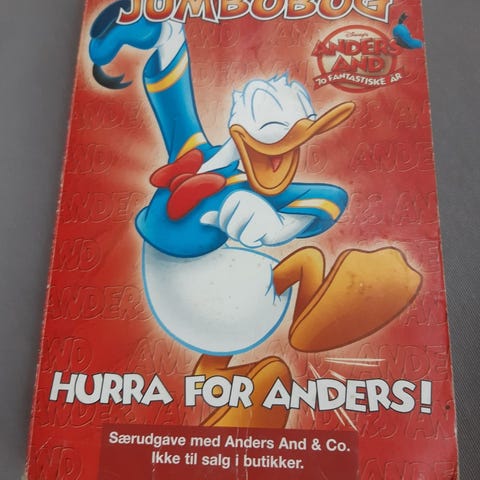 JUMBOBOG
Disney's
ANDERS
AND
70 FANTASTISKE ÅR
HURRA FOR ANDERS!
Særudgave med Anders And & Co.
Ikke til salg i butikker.